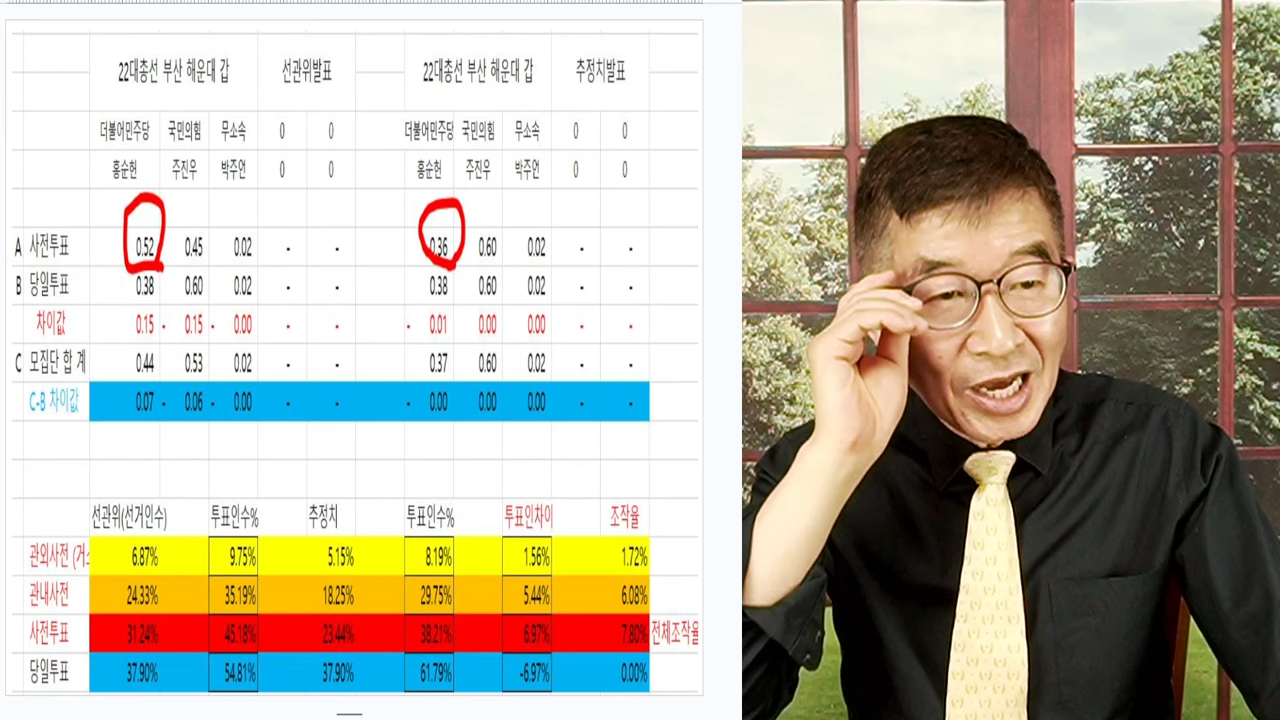 22대총선 부산 해운대 갑 선관위발표 22대총선 부산 해운대 갑 추정치발표
더불어민주당 국민의힘 무소속 0 0 더불어민주당 국민의힘 무소속 0 0
홍순헌 주진우 박주언 0 0 홍순헌 주진우 박주언 0 0
A 사전투표 0.52 0.45 0.02 - - 0.36 0.60 0.02 - -
B 당일투표 0.38 0.60 0.02 - - 0.38 0.60 0.02 - -
차이값 0.15 - 0.15 - 0.00 - - - 0.01 0.00 0.00 - -
C 모집단 합 계 0.44 0.53 0.02 - - 0.37 0.60 0.02 - -
C-B 차이값 0.07 - 0.06 - 0.00 - - - 0.00 0.00 0.00 - -
선관위(선거인수) 투표인수% 추정치 투표인수% 투표인차이 조작율
관외사전 (거소 6.87% 9.75% 5.15% 8.19% 1.56% 1.72%
관내사전 24.33% 35.19% 18.25% 29.75% 5.44% 6.08%
사전투표 31.24% 45.18% 23.44% 38.21% 6.97% 7.80% 전체조작율
당일투표 37.90% 54.81% 37.90% 61.79% -6.97% 0.00%